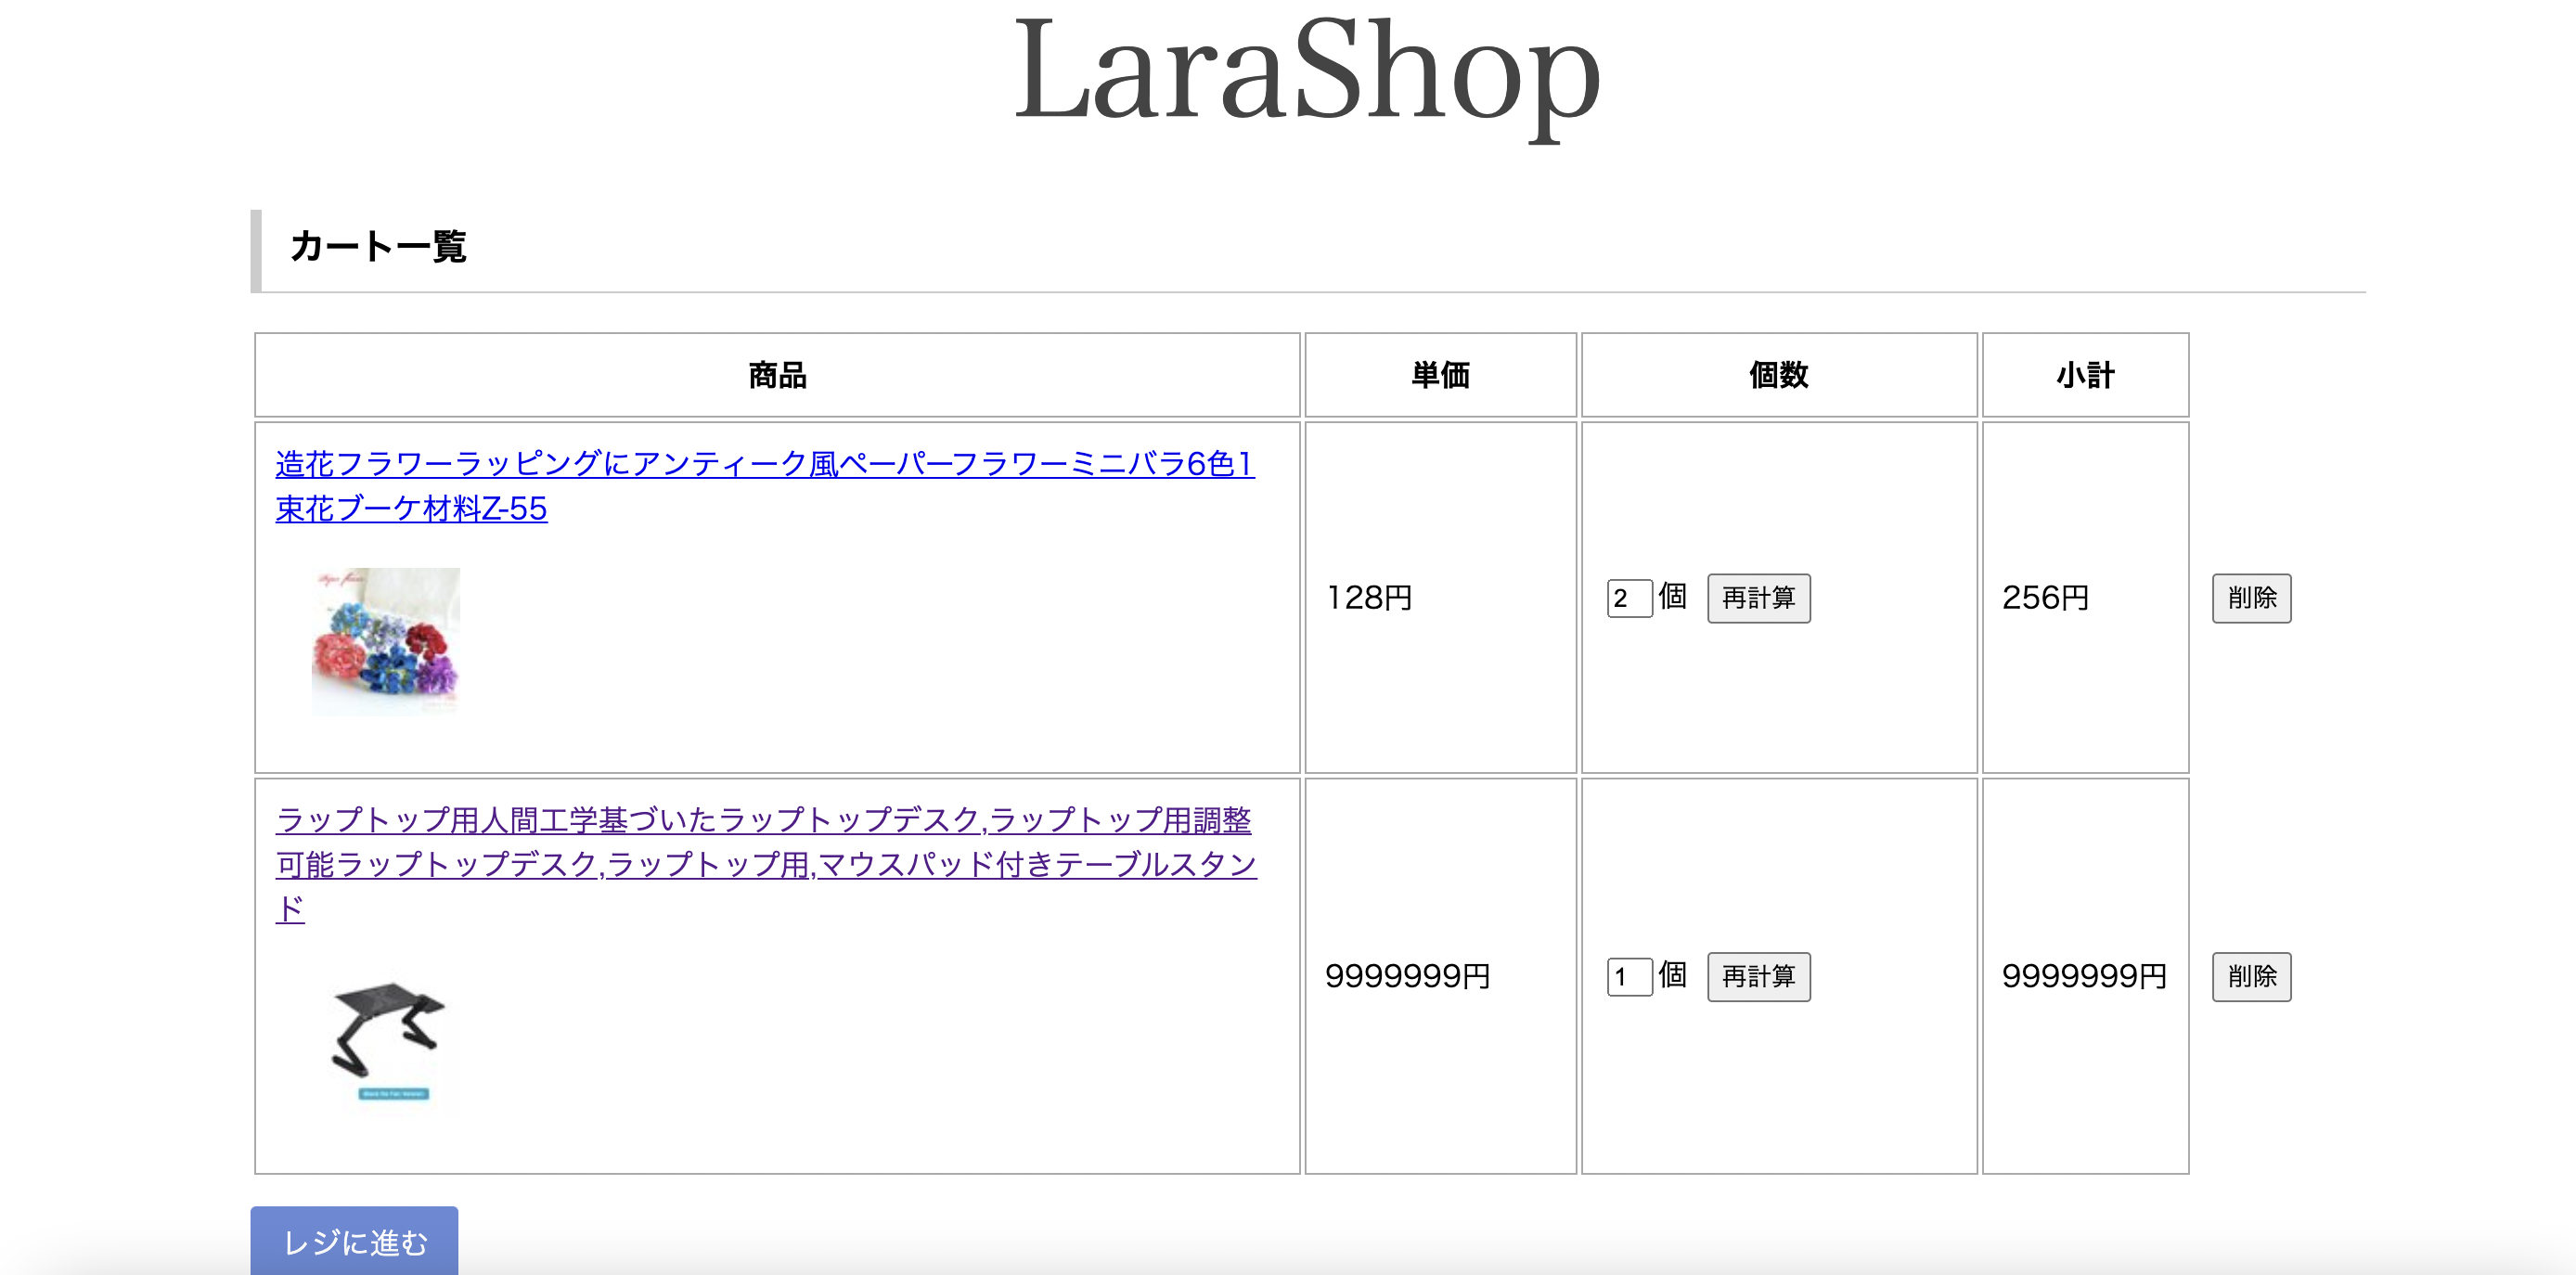 LaraShop
カート一覧
商品 単価 個数 小計
造花フラワーラッピングにアンティーク風ペーパーフラワーミニバラ6色1
束花ブーケ材料Z-55
128円 2 個 再計算 256円 削除
ラップトップ用人間工学基づいたラップトップデスク,ラップトップ用調整
可能ラップトップデスク,ラップトップ用,マウスパッド付きテーブルスタン
ド
9999999円 1 個 再計算 9999999円 削除
レジに進む